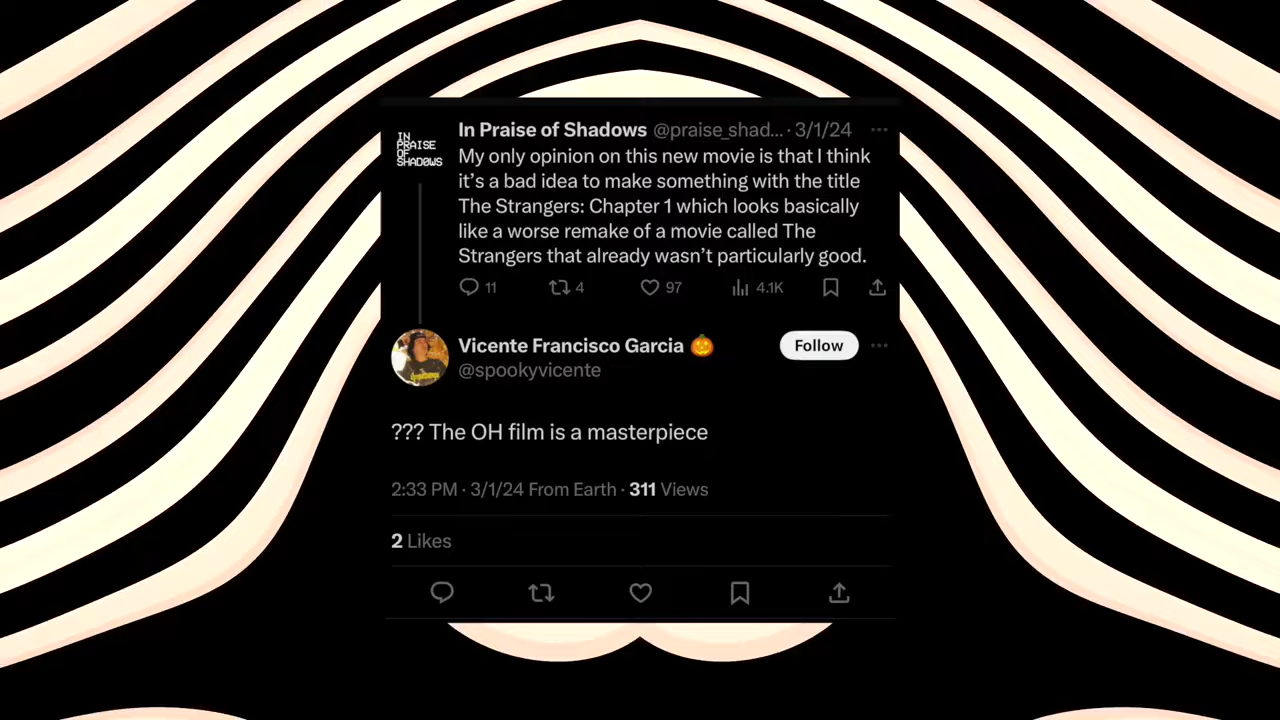 IN
PRAISE
OF
SHADOWS
In Praise of Shadows @praise_shad... · 3/1/24
My only opinion on this new movie is that I think
it's a bad idea to make something with the title
The Strangers: Chapter 1 which looks basically
like a worse remake of a movie called The
Strangers that already wasn't particularly good.
11 4 97 4.1K
Vicente Francisco Garcia 🎃 Follow
@spookyvicente
??? The OH film is a masterpiece
2:33 PM · 3/1/24 From Earth · 311 Views
2 Likes